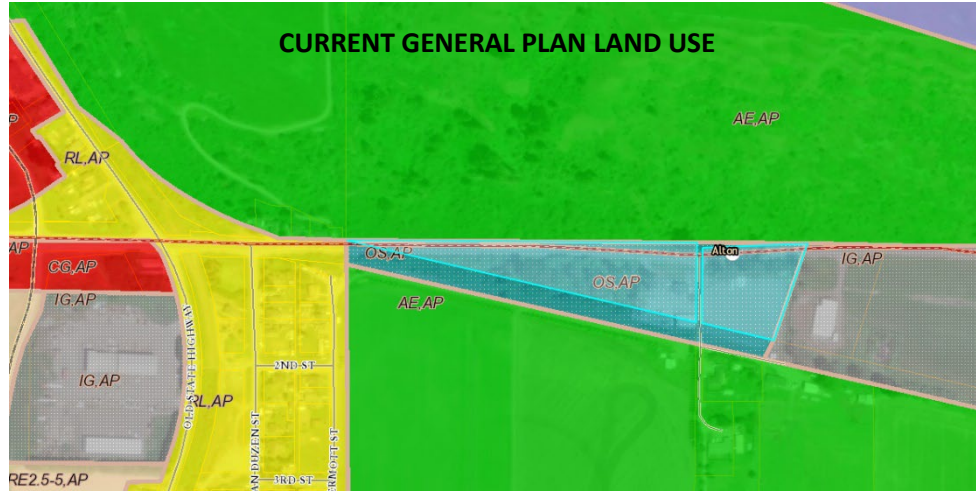 CURRENT GENERAL PLAN LAND USE
AE,AP
RL,AP
AP
CG,AP
IG,AP
OS,AP
OS,AP
Alton
IG,AP
AE,AP
IG,AP
OLD STATE HIGHWAY
RL,AP
2ND ST
3RD ST
RE2.5-5,AP